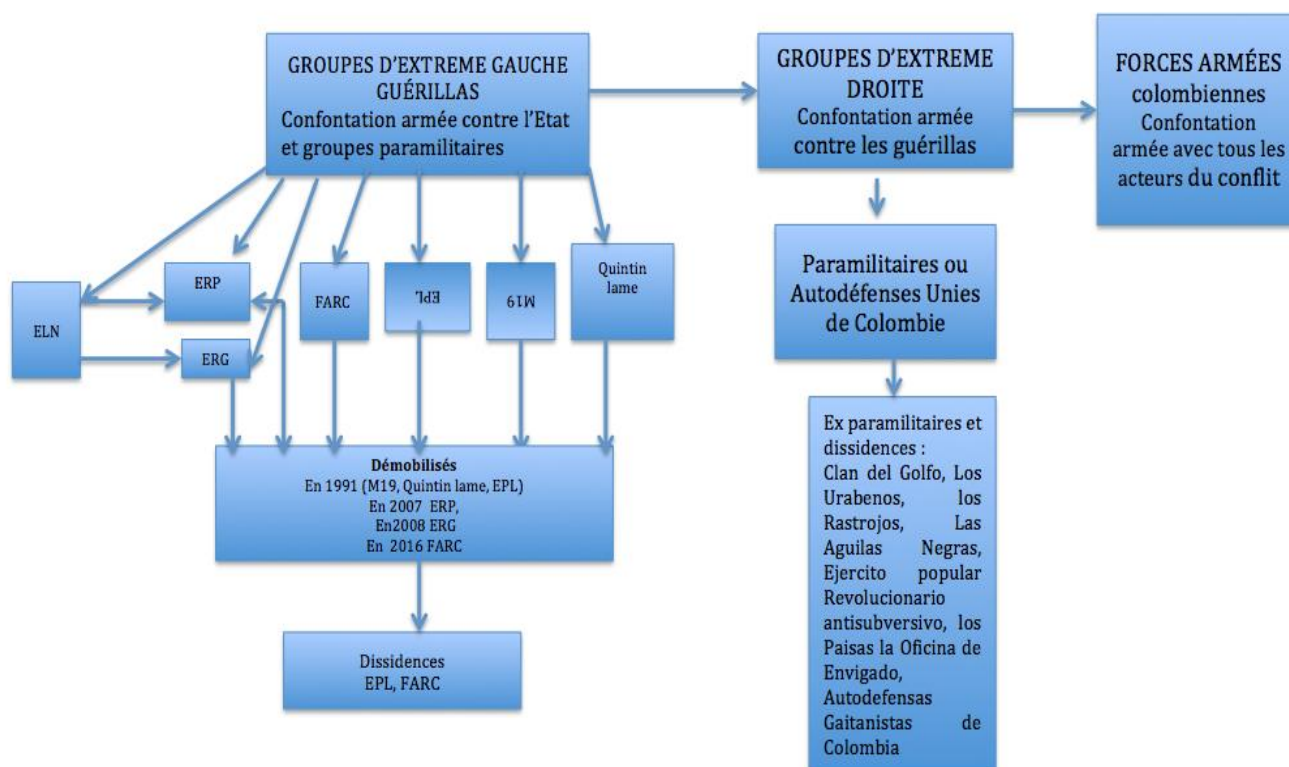 GROUPES D'EXTREME GAUCHE
GUÉRILLAS
Confontation armée contre l'Etat
et groupes paramilitaires
GROUPES D'EXTREME
DROITE
Confontation armée
contre les guérillas
FORCES ARMÉES
colombiennes
Confontation
armée avec tous les
acteurs du conflit
ELN
ERP
ERG
FARC
EPL
M19
Quintin
lame
Paramilitaires ou
Autodéfenses Unies
de Colombie
Démobilisés
En 1991 (M19, Quintin lame, EPL)
En 2007 ERP,
En2008 ERG
En 2016 FARC
Dissidences
EPL, FARC
Ex paramilitaires et
dissidences :
Clan del Golfo, Los
Urabenos, los
Rastrojos, Las
Aguilas Negras,
Ejercito popular
Revolucionario
antisubversivo, los
Paisas la Oficina de
Envigado,
Autodefensas
Gaitanistas de
Colombia